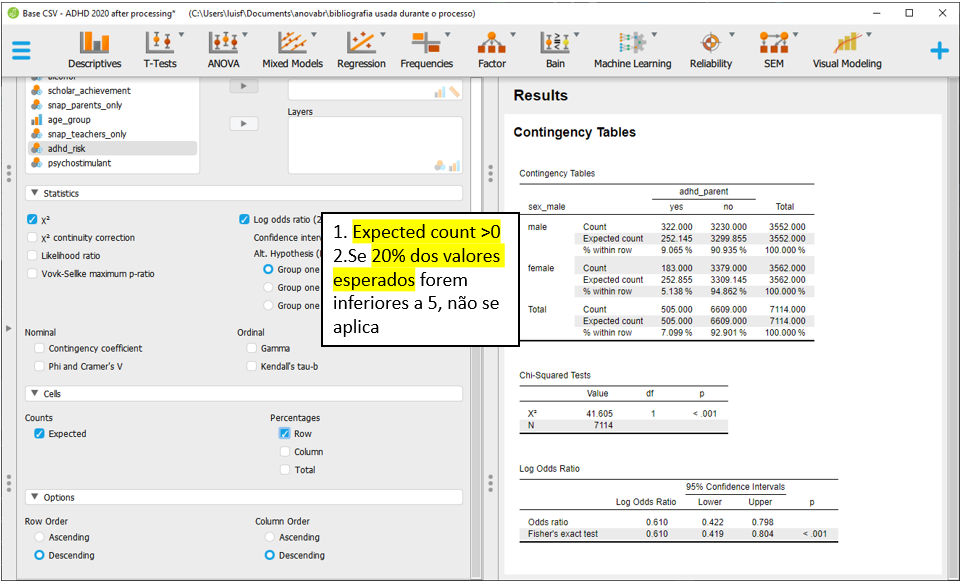 Base CSV - ADHD 2020 after processing* (C:\Users\luisf\Documents\anovabr\bibliografia usada durante o processo)
Descriptives T-Tests ANOVA Mixed Models Regression Frequencies Factor Bain Machine Learning Reliability SEM Visual Modeling
scholar_achievement
snap_parents_only
age_group
snap_teachers_only
adhd_risk
psychostimulant
Layers
Statistics
χ² 
χ² continuity correction
Likelihood ratio
Vovk-Sellke maximum p-ratio
Log odds ratio (2
Confidence interv
Alt. Hypothesis (
Group one
Group one
Group one
1. Expected count >0
2.Se 20% dos valores
esperados forem
inferiores a 5, não se
aplica
Nominal
Contingency coefficient
Phi and Cramer's V
Ordinal
Gamma
Kendall's tau-b
Cells
Counts
Expected
Percentages
Row
Column
Total
Options
Row Order
Ascending
Descending
Column Order
Ascending
Descending
Results
Contingency Tables
Contingency Tables
adhd_parent
sex_male yes no Total
male Count 322.000 3230.000 3552.000
Expected count 252.145 3299.855 3552.000
% within row 9.065 % 90.935 % 100.000 %
female Count 183.000 3379.000 3562.000
Expected count 252.855 3309.145 3562.000
% within row 5.138 % 94.862 % 100.000 %
Total Count 505.000 6609.000 7114.000
Expected count 505.000 6609.000 7114.000
% within row 7.099 % 92.901 % 100.000 %
Chi-Squared Tests
Value df p
X² 41.605 1 < .001
N 7114
Log Odds Ratio
95% Confidence Intervals
Log Odds Ratio Lower Upper p
Odds ratio 0.610 0.422 0.798
Fisher's exact test 0.610 0.419 0.804 < .001